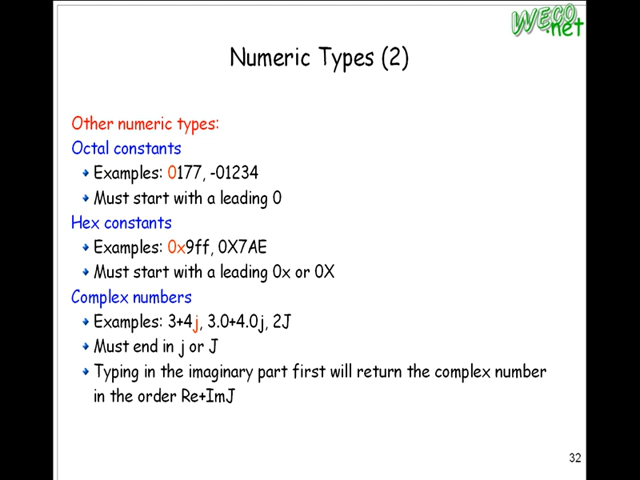 WECO
.net
Numeric Types (2)
Other numeric types:
Octal constants
Examples: 0177, -01234
Must start with a leading 0
Hex constants
Examples: 0x9ff, 0X7AE
Must start with a leading 0x or 0X
Complex numbers
Examples: 3+4j, 3.0+4.0j, 2J
Must end in j or J
Typing in the imaginary part first will return the complex number
in the order Re+ImJ
32